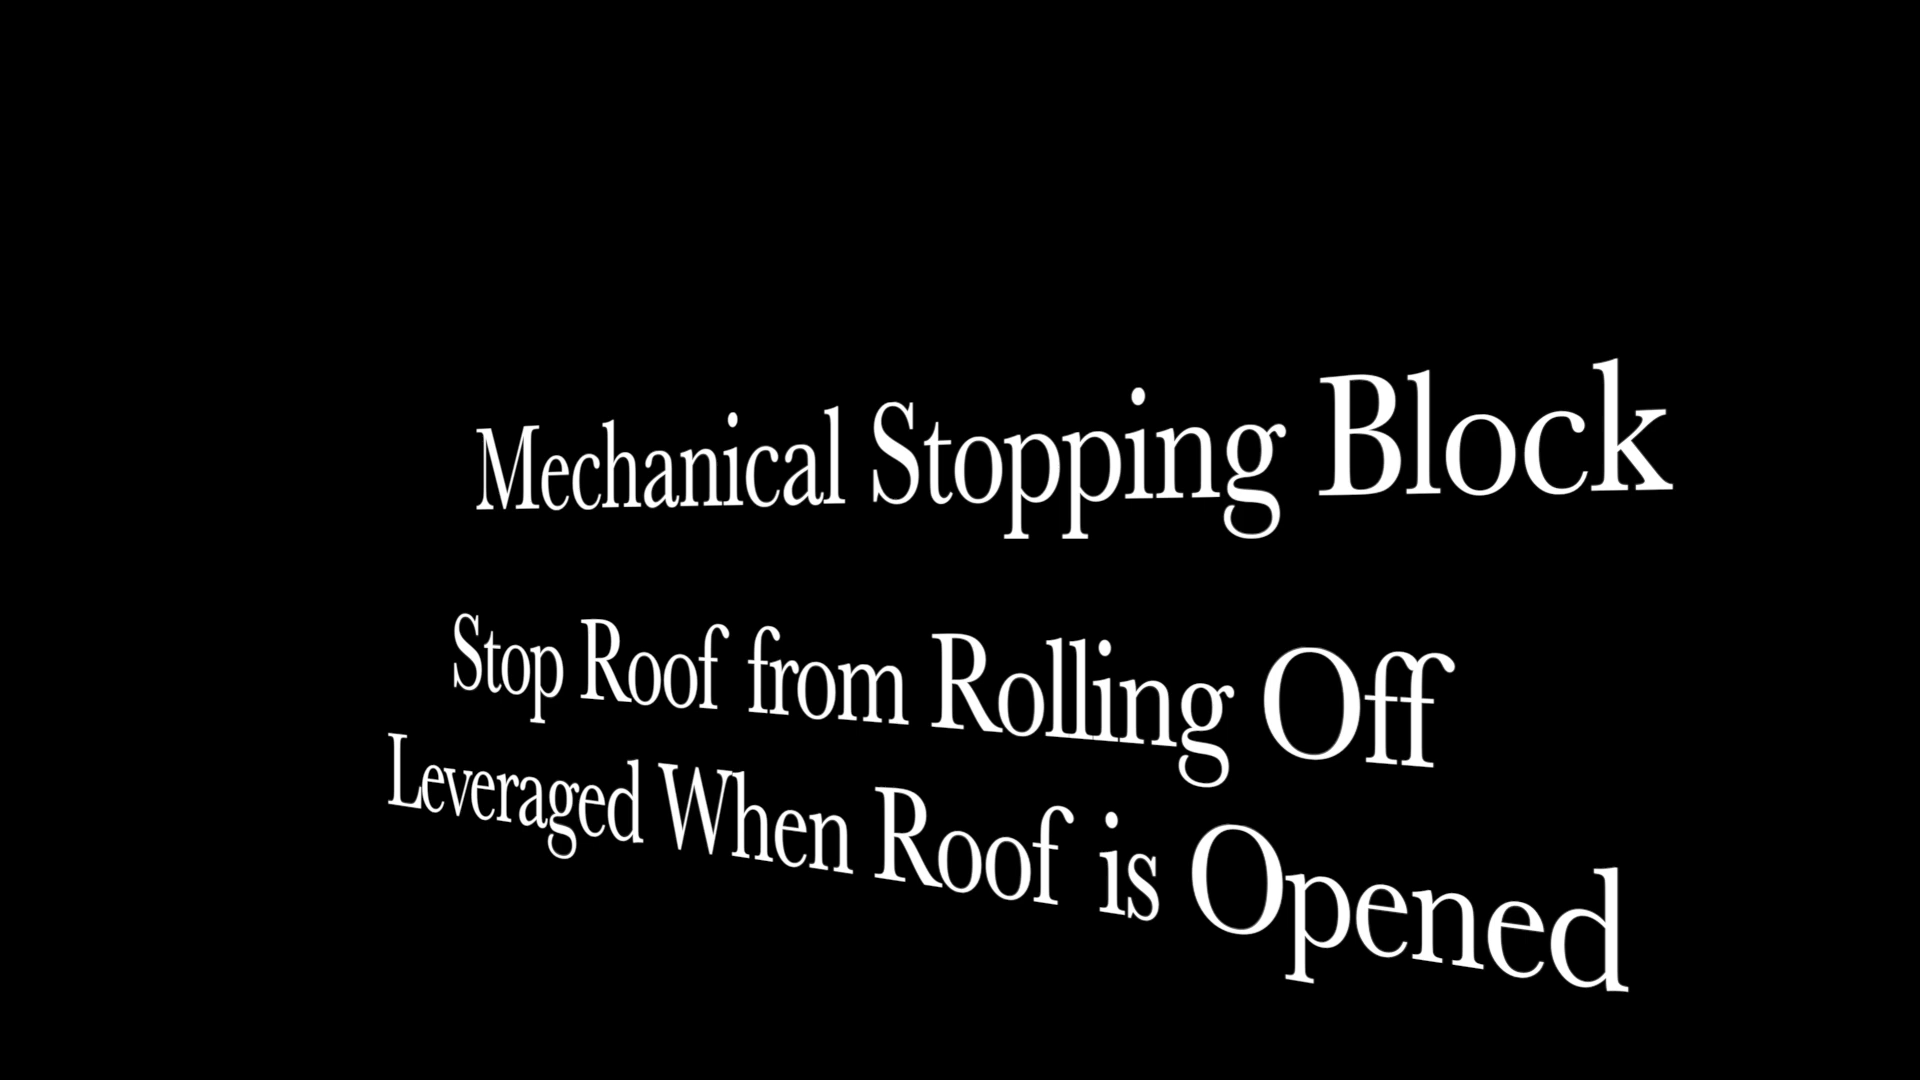 Mechanical Stopping Block
Stop Roof from Rolling Off
Leveraged When Roof is Opened